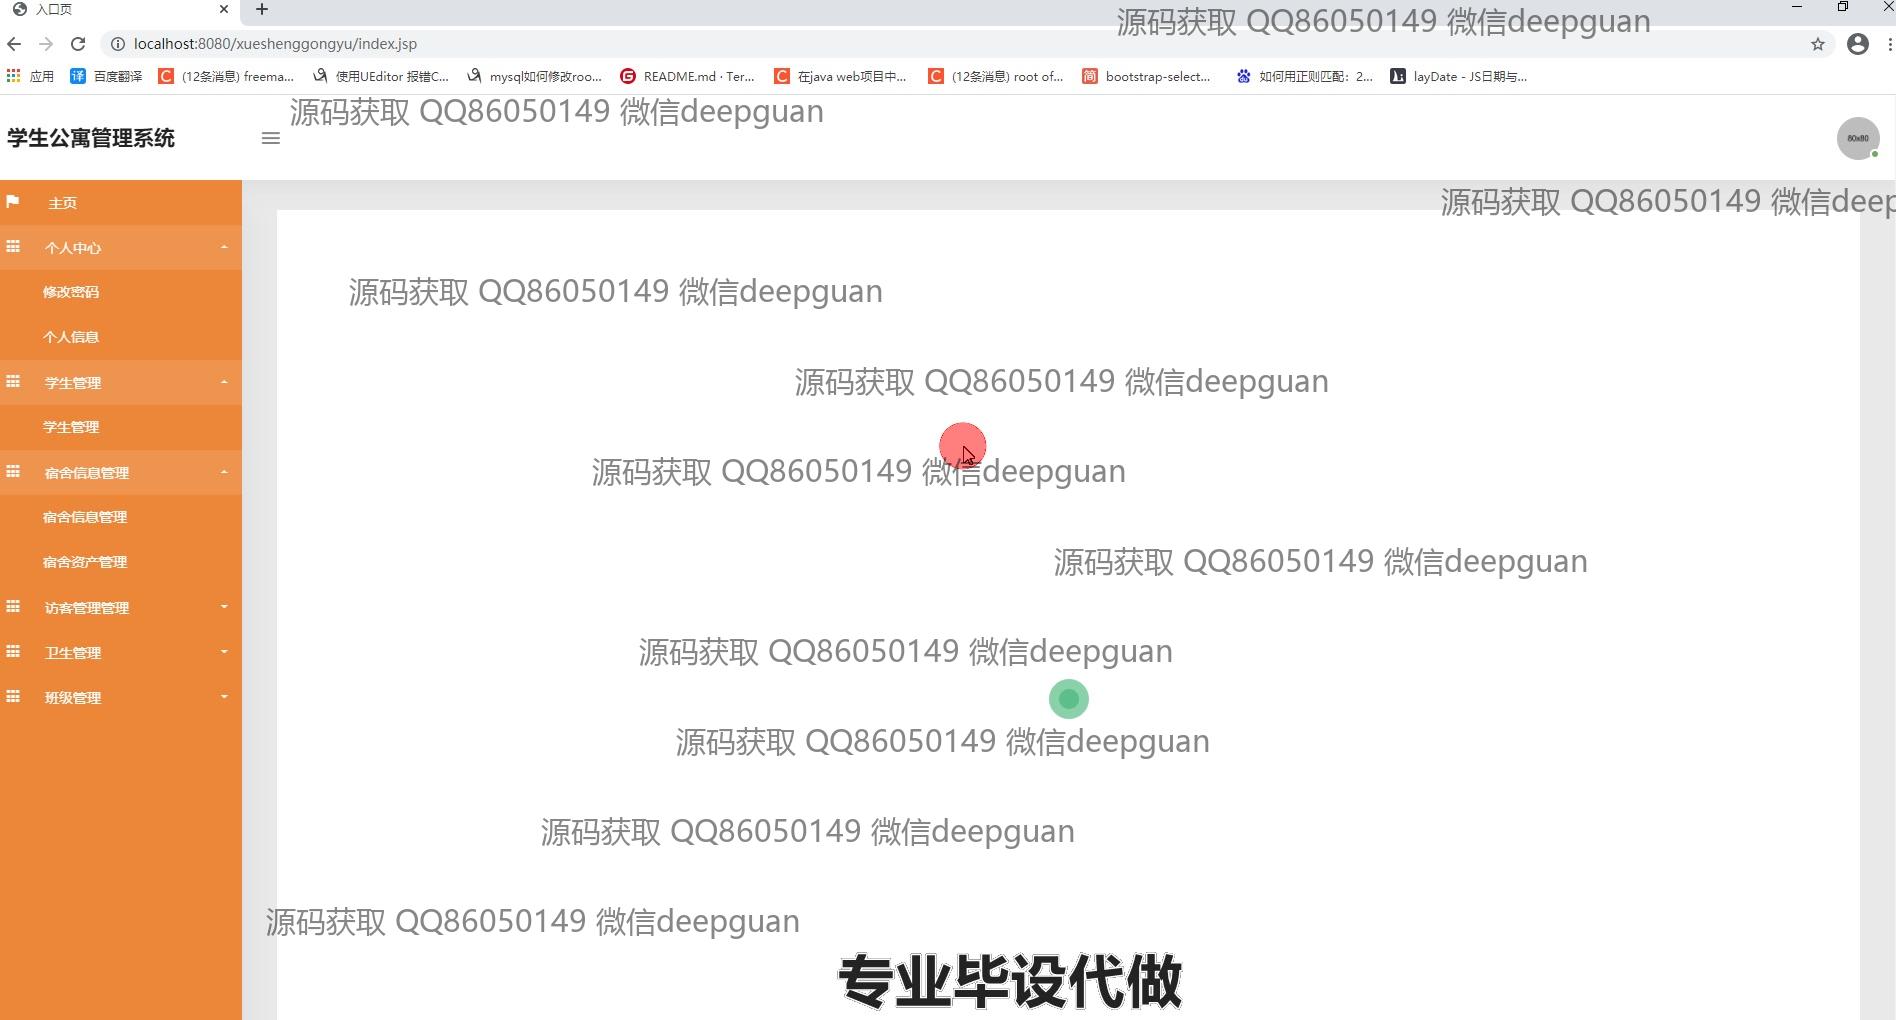 入口页
源码获取 QQ86050149 微信deepguan
localhost:8080/xueshenggongyu/index.jsp
应用
译 百度翻译
C (12条消息) freema...
使用UEditor 报错C...
mysql如何修改roo...
G README.md · Ter...
C 在java web项目中...
C (12条消息) root of...
简 bootstrap-select...
如何用正则匹配：2...
layDate - JS日期与...
源码获取 QQ86050149 微信deepguan
学生公寓管理系统
80x80
主页
源码获取 QQ86050149 微信deep
个人中心
修改密码
源码获取 QQ86050149 微信deepguan
个人信息
学生管理
源码获取 QQ86050149 微信deepguan
学生管理
宿舍信息管理
源码获取 QQ86050149 微信deepguan
宿舍信息管理
宿舍资产管理
源码获取 QQ86050149 微信deepguan
访客管理管理
卫生管理
源码获取 QQ86050149 微信deepguan
班级管理
源码获取 QQ86050149 微信deepguan
源码获取 QQ86050149 微信deepguan
源码获取 QQ86050149 微信deepguan
专业毕设代做